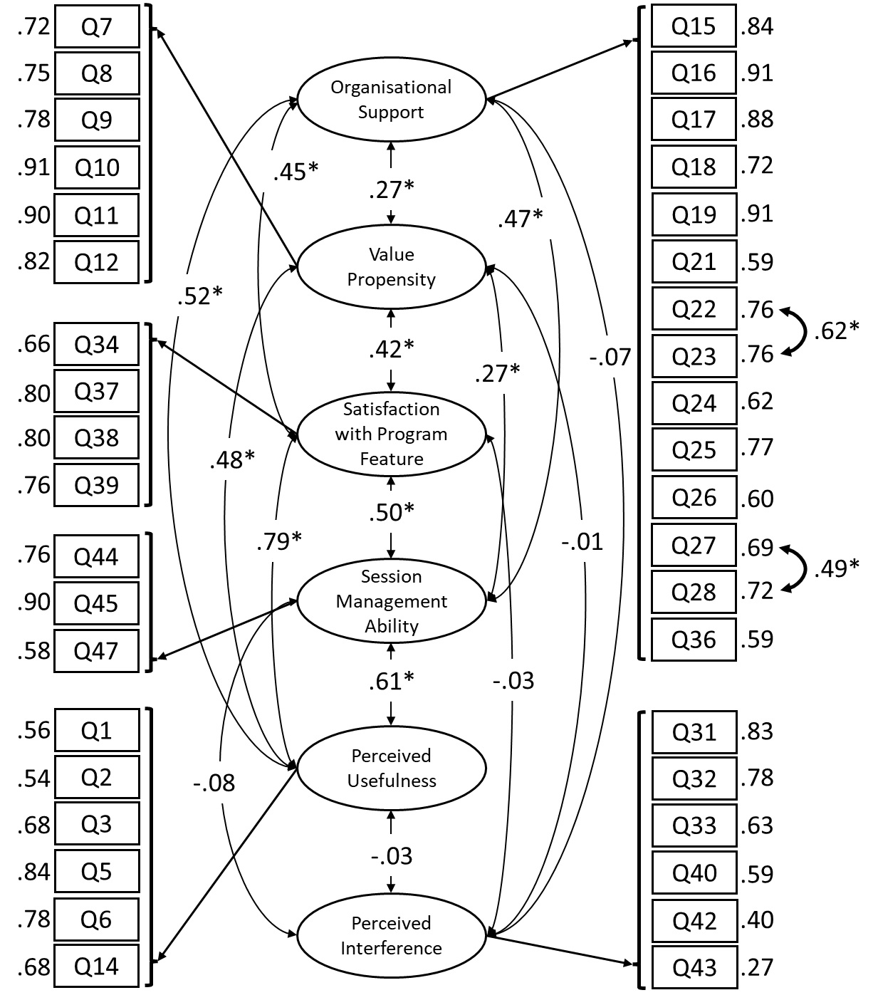 .72 Q7
.75 Q8
.78 Q9
.91 Q10
.90 Q11
.82 Q12
.66 Q34
.80 Q37
.80 Q38
.76 Q39
.76 Q44
.90 Q45
.58 Q47
.56 Q1
.54 Q2
.68 Q3
.84 Q5
.78 Q6
.68 Q14
Organisational
Support
.45*
.27*
.47*
Value
Propensity
.52*
.42*
.27*
-.07
Satisfaction
with Program
Feature
.48*
.50*
.79*
-.01
Session
Management
Ability
.61*
-.03
Perceived
Usefulness
-.08
-.03
Perceived
Interference
Q15 .84
Q16 .91
Q17 .88
Q18 .72
Q19 .91
Q21 .59
Q22 .76
.62*
Q23 .76
Q24 .62
Q25 .77
Q26 .60
Q27 .69
.49*
Q28 .72
Q36 .59
Q31 .83
Q32 .78
Q33 .63
Q40 .59
Q42 .40
Q43 .27